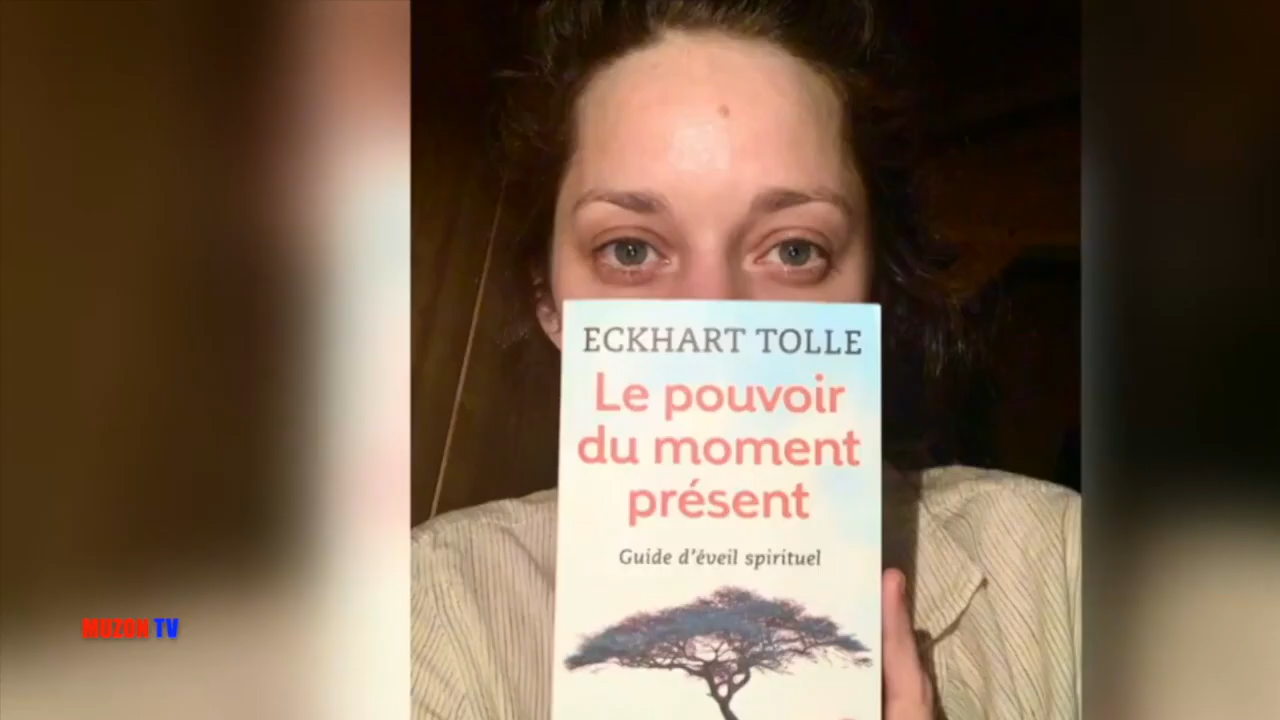 ECKHART TOLLE
Le pouvoir
du moment
présent
Guide d'éveil spirituel
MUZON TV